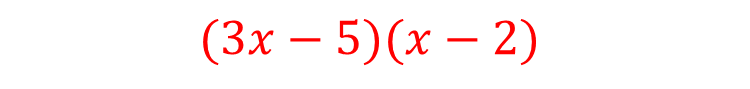 (3𝑥 − 5)(𝑥 − 2)